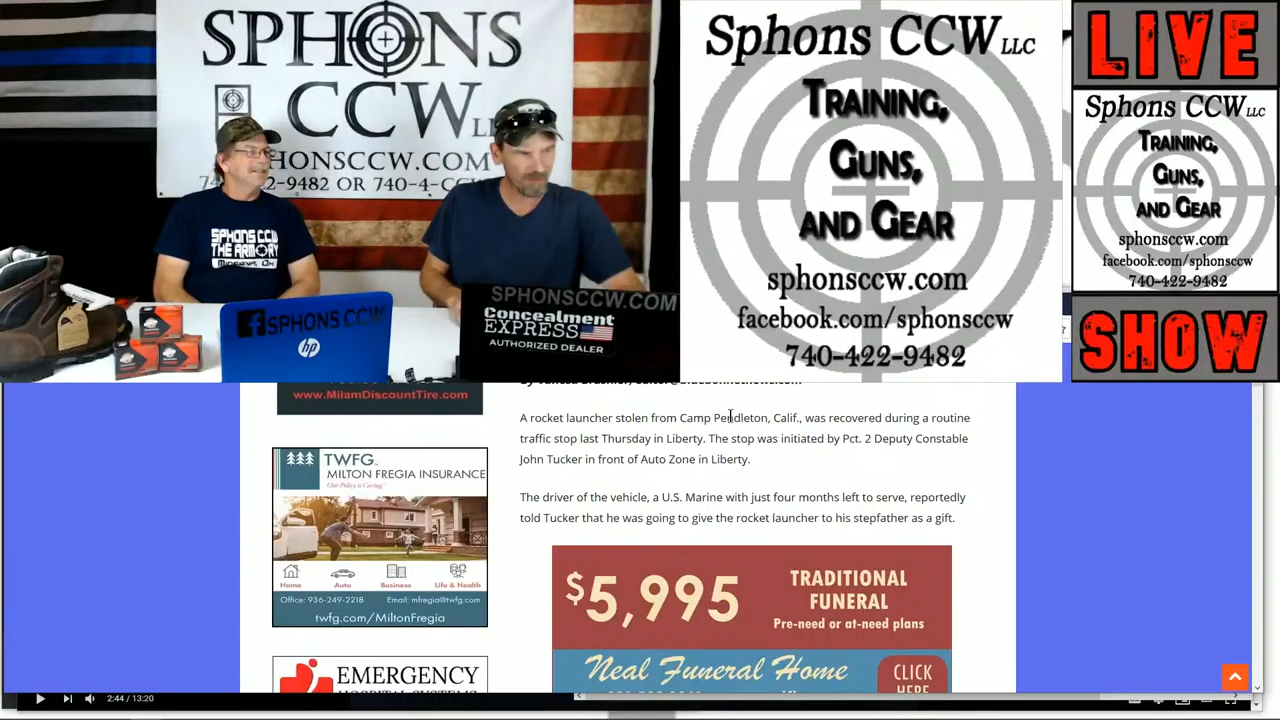 SPHONS
CCW
SPHONS CCW
THE ARMORY
MINERVA, OH
SPHONS CCW
hp
SPHONSCCW.COM
Concealment
EXPRESS
AUTHORIZED DEALER
Sphons CCW LLC
Training,
Guns,
and Gear
sphonsccw.com
facebook.com/sphonsccw
740-422-9482
LIVE
Sphons CCW LLC
Training,
Guns,
and Gear
sphonsccw.com
facebook.com/sphonsccw
740-422-9482
SHOW
www.MilamDiscountTire.com
TWFG
MILTON FREGIA INSURANCE
Our Policy is Caring
Home Auto Business Life & Health
Office: 936-249-2218 Email: mfregia@twfg.com
twfg.com/MiltonFregia
EMERGENCY
A rocket launcher stolen from Camp Pendleton, Calif., was recovered during a routine
traffic stop last Thursday in Liberty. The stop was initiated by Pct. 2 Deputy Constable
John Tucker in front of Auto Zone in Liberty.
The driver of the vehicle, a U.S. Marine with just four months left to serve, reportedly
told Tucker that he was going to give the rocket launcher to his stepfather as a gift.
$5,995
TRADITIONAL
FUNERAL
Pre-need or at-need plans
Neal Funeral Home
CLICK
HERE
2:44 / 13:20